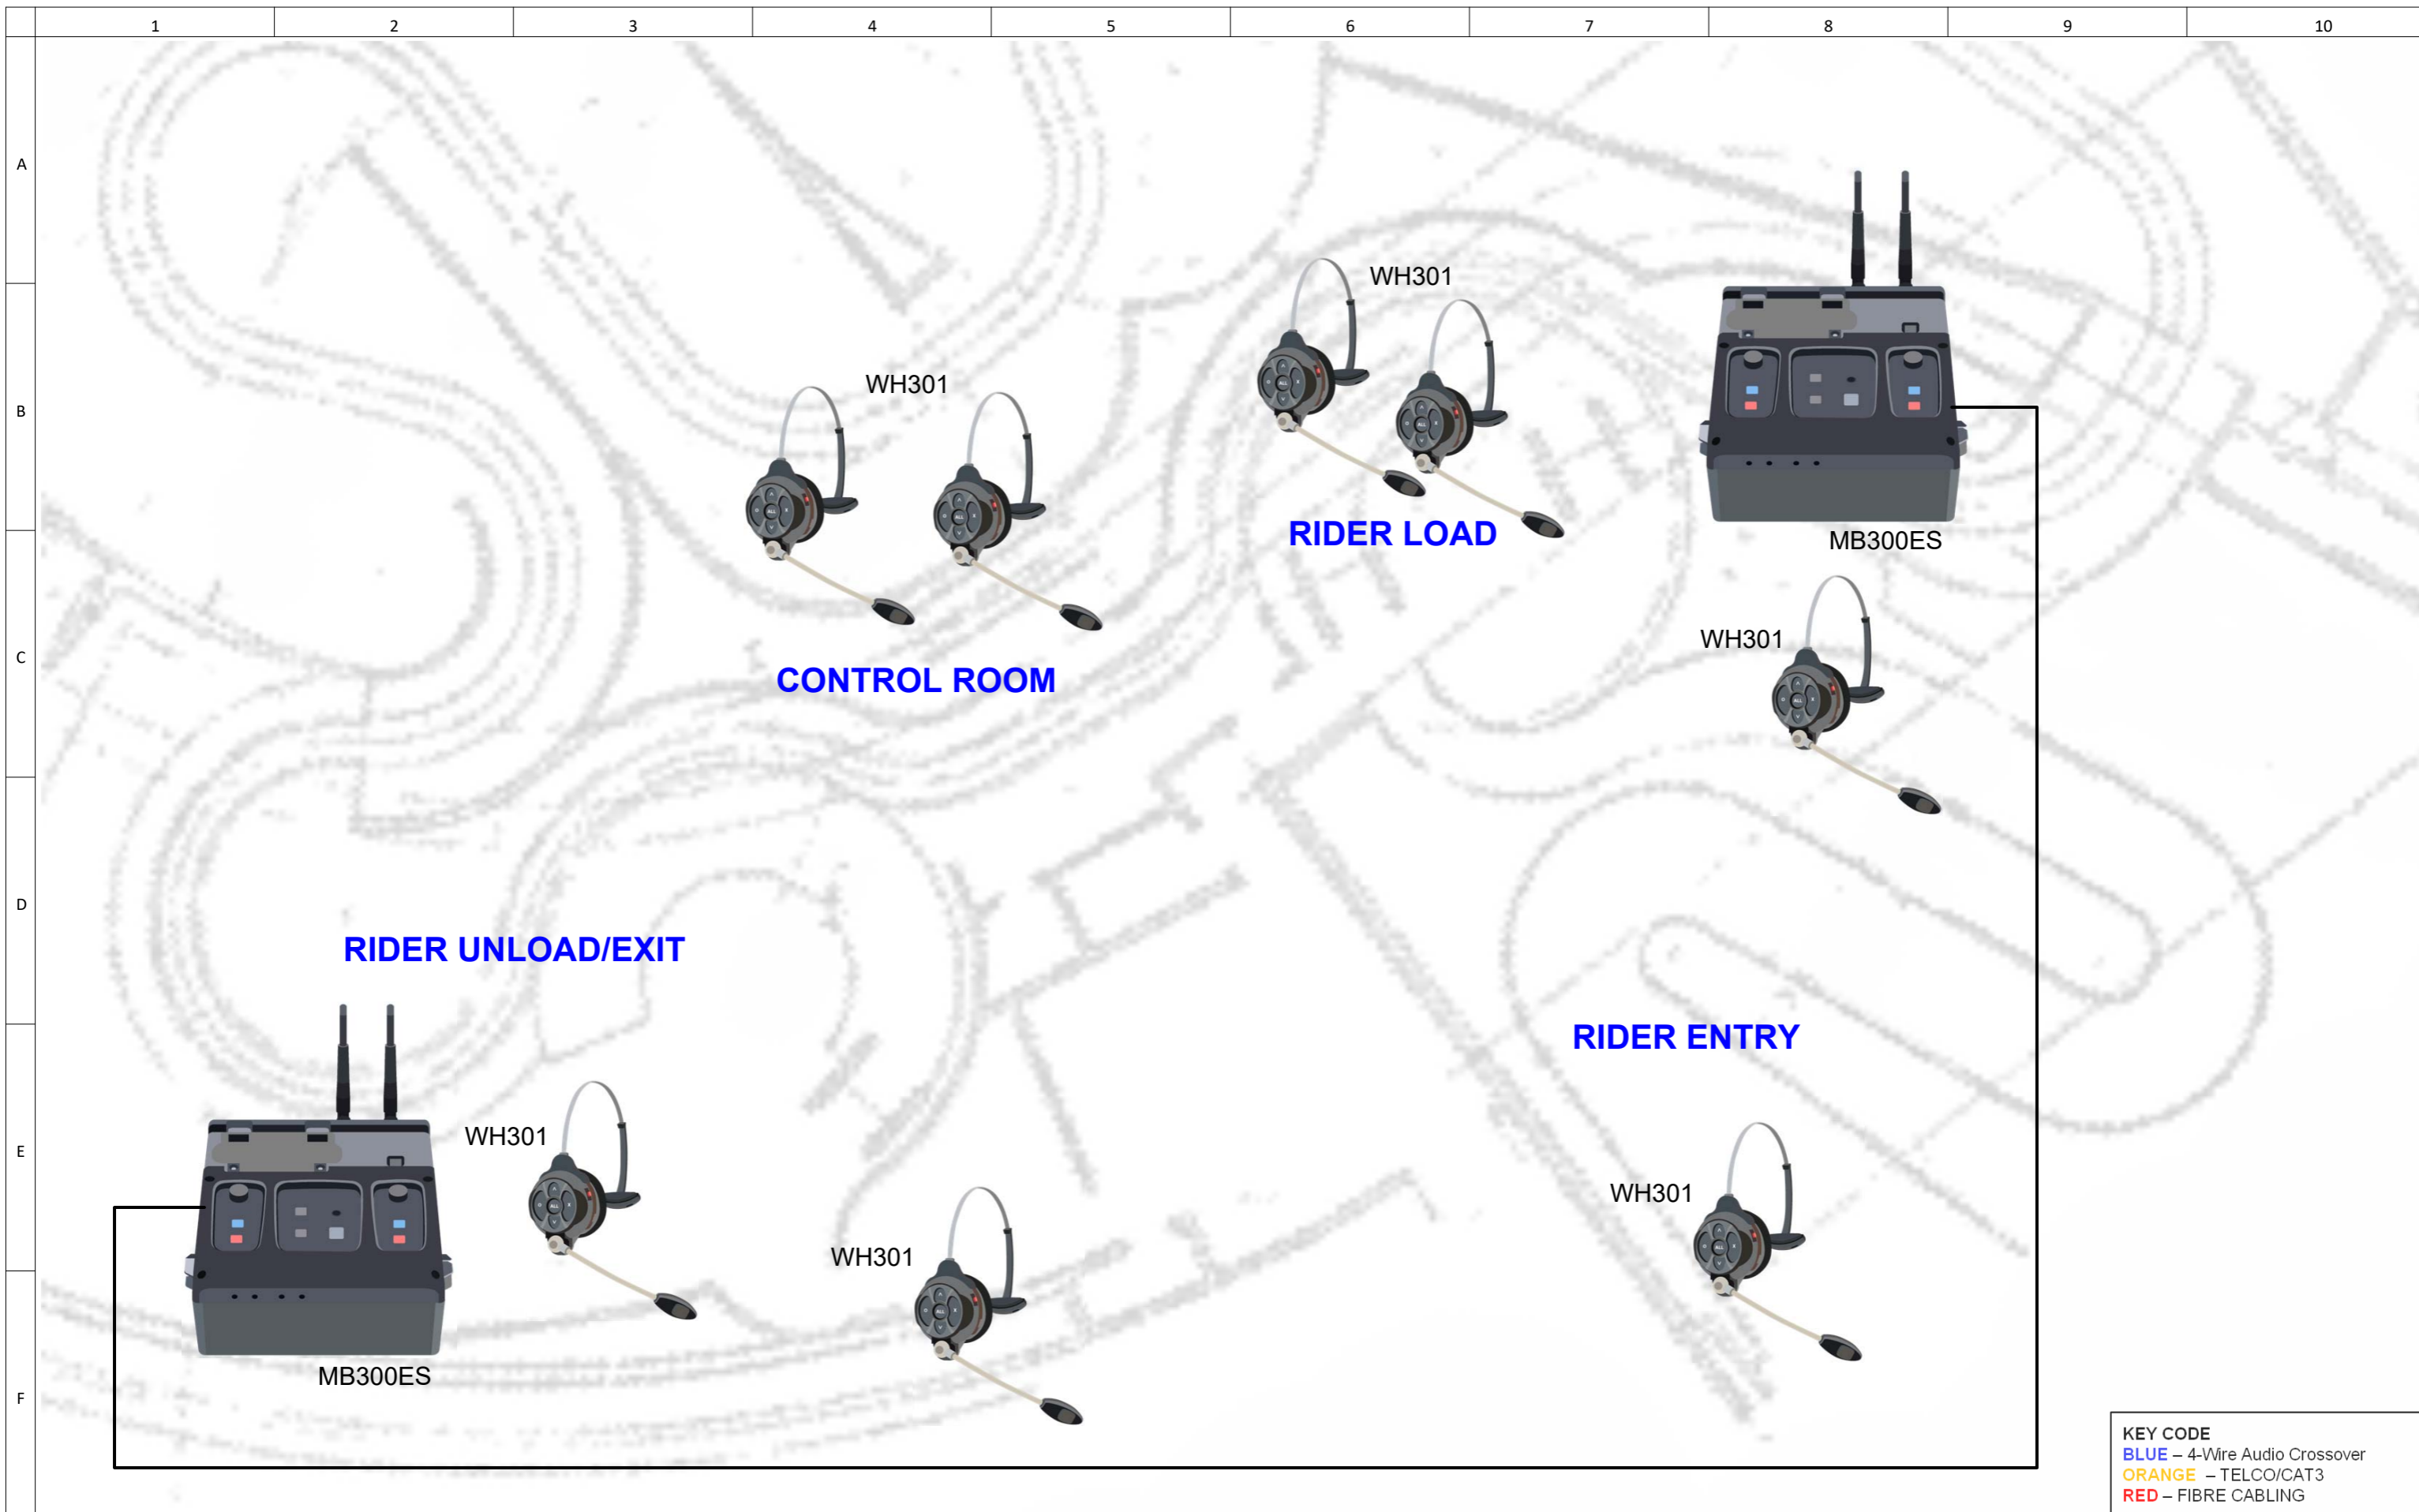 1 2 3 4 5 6 7 8 9 10
A
WH301
WH301
B
RIDER LOAD
MB300ES
WH301
C
CONTROL ROOM
D
RIDER UNLOAD/EXIT
RIDER ENTRY
WH301
E
WH301
WH301
MB300ES
F
KEY CODE
BLUE – 4-Wire Audio Crossover
ORANGE – TELCO/CAT3
RED – FIBRE CABLING